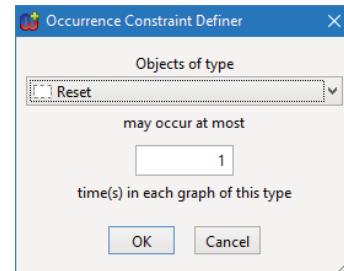 Occurrence Constraint Definer
Objects of type
Reset
may occur at most
1
time(s) in each graph of this type
OK Cancel